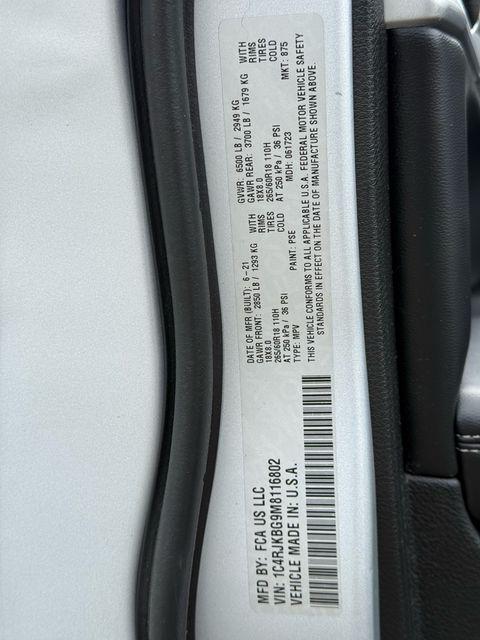 MFD BY: FCA US LLC
VIN: 1C4RJKBG9M8116802
VEHICLE MADE IN: U.S.A.
DATE OF MFR (BUILT): 6-21
GAWR FRONT: 2850 LB / 1293 KG WITH
18X8.0 RIMS
265/60R18 110H TIRES
AT 250 kPa / 36 PSI COLD
TYPE: MPV PAINT: PSE
GVWR: 6500 LB / 2949 KG
GAWR REAR: 3700 LB / 1679 KG WITH
18X8.0 RIMS
265/60R18 110H TIRES
AT 250 kPa / 36 PSI COLD
MDH: 061723 MKT: 875
THIS VEHICLE CONFORMS TO ALL APPLICABLE U.S.A. FEDERAL MOTOR VEHICLE SAFETY
STANDARDS IN EFFECT ON THE DATE OF MANUFACTURE SHOWN ABOVE.